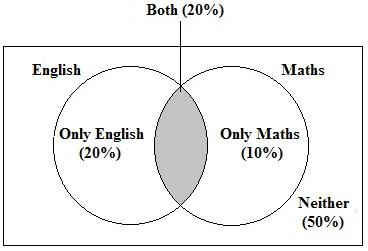 Both (20%)
English
Maths
Only English
(20%)
Only Maths
(10%)
Neither
(50%)